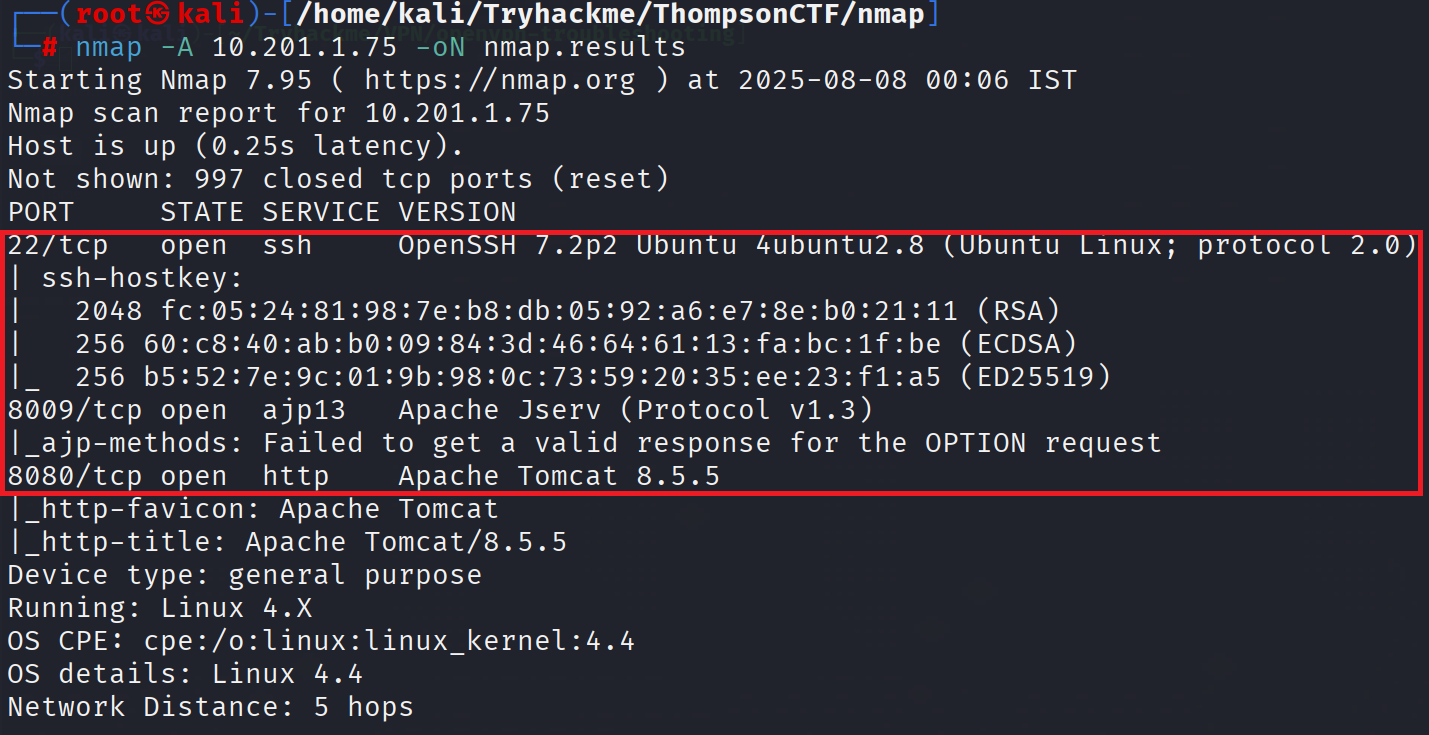 ┌──(root㉿kali)-[/home/kali/Tryhackme/ThompsonCTF/nmap]
└─# nmap -A 10.201.1.75 -oN nmap.results
Starting Nmap 7.95 ( https://nmap.org ) at 2025-08-08 00:06 IST
Nmap scan report for 10.201.1.75
Host is up (0.25s latency).
Not shown: 997 closed tcp ports (reset)
PORT     STATE SERVICE VERSION
22/tcp   open  ssh     OpenSSH 7.2p2 Ubuntu 4ubuntu2.8 (Ubuntu Linux; protocol 2.0)
| ssh-hostkey:
|   2048 fc:05:24:81:98:7e:b8:db:05:92:a6:e7:8e:b0:21:11 (RSA)
|   256 60:c8:40:ab:b0:09:84:3d:46:64:61:13:fa:bc:1f:be (ECDSA)
|_  256 b5:52:7e:9c:01:9b:98:0c:73:59:20:35:ee:23:f1:a5 (ED25519)
8009/tcp open  ajp13   Apache Jserv (Protocol v1.3)
|_ajp-methods: Failed to get a valid response for the OPTION request
8080/tcp open  http    Apache Tomcat 8.5.5
|_http-favicon: Apache Tomcat
|_http-title: Apache Tomcat/8.5.5
Device type: general purpose
Running: Linux 4.X
OS CPE: cpe:/o:linux:linux_kernel:4.4
OS details: Linux 4.4
Network Distance: 5 hops